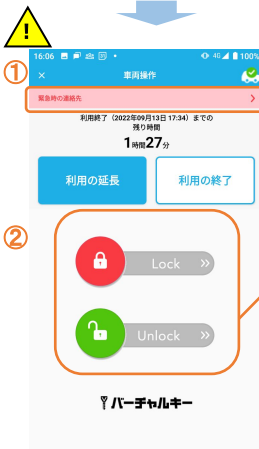 !
①
16:06 4G 100%
× 車両操作
緊急時の連絡先 >
利用終了（2022年09月13日 17:34）までの
残り時間
1時間27分
利用の延長 利用の終了
②
Lock »
Unlock »
バーチャルキー